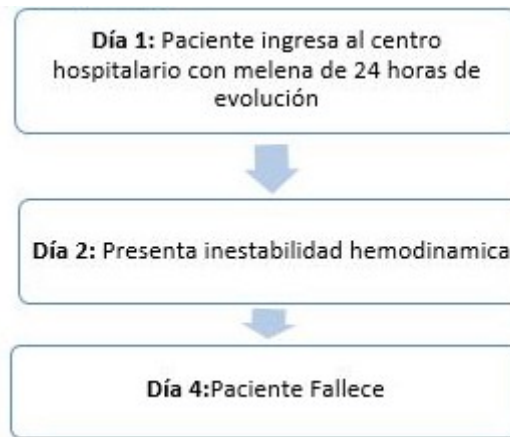 Día 1: Paciente ingresa al centro
hospitalario con melena de 24 horas de
evolución
Día 2: Presenta inestabilidad hemodinamica
Día 4:Paciente Fallece